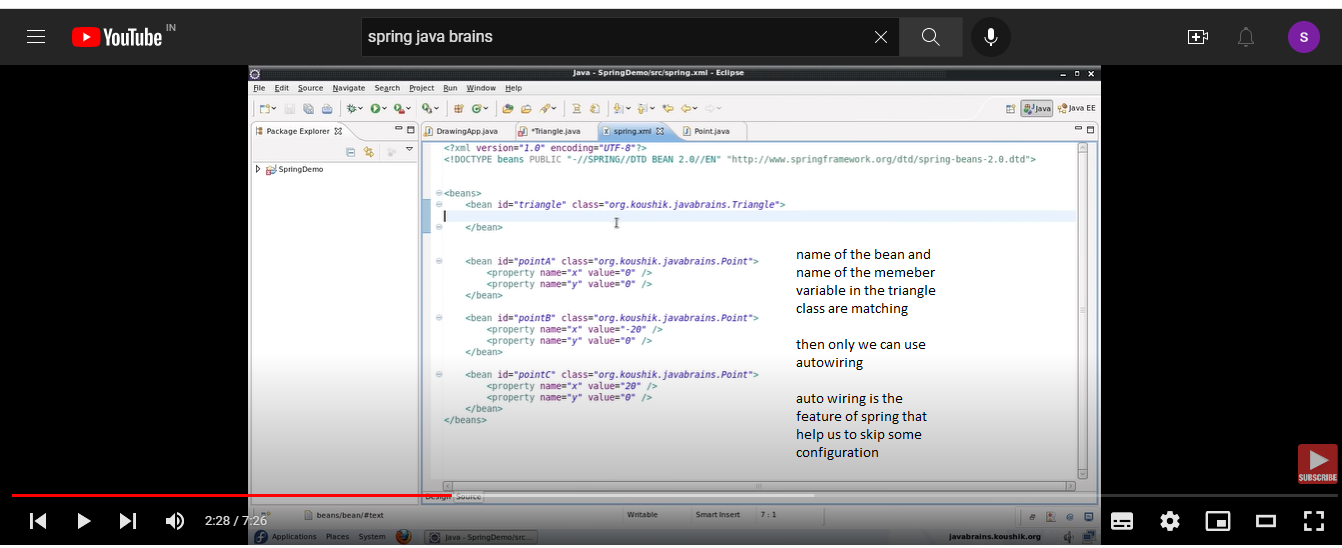 YouTube IN
spring java brains
S
Java - SpringDemo/src/spring.xml - Eclipse
File Edit Source Navigate Search Project Run Window Help
Java Java EE
Package Explorer
DrawingApp.java *Triangle.java spring.xml Point.java
SpringDemo
<?xml version="1.0" encoding="UTF-8"?>
<!DOCTYPE beans PUBLIC "-//SPRING//DTD BEAN 2.0//EN" "http://www.springframework.org/dtd/spring-beans-2.0.dtd">
<beans>
<bean id="triangle" class="org.koushik.javabrains.Triangle">
</bean>
<bean id="pointA" class="org.koushik.javabrains.Point">
<property name="x" value="0" />
<property name="y" value="0" />
</bean>
<bean id="pointB" class="org.koushik.javabrains.Point">
<property name="x" value="-20" />
<property name="y" value="0" />
</bean>
<bean id="pointC" class="org.koushik.javabrains.Point">
<property name="x" value="20" />
<property name="y" value="0" />
</bean>
</beans>
name of the bean and
name of the memeber
variable in the triangle
class are matching
then only we can use
autowiring
auto wiring is the
feature of spring that
help us to skip some
configuration
SUBSCRIBE
Design Source
beans/bean/#text Writable Smart Insert 7 : 1
2:28 / 7:26
Applications Places System Java - SpringDemo/src... javabrains.koushik.org